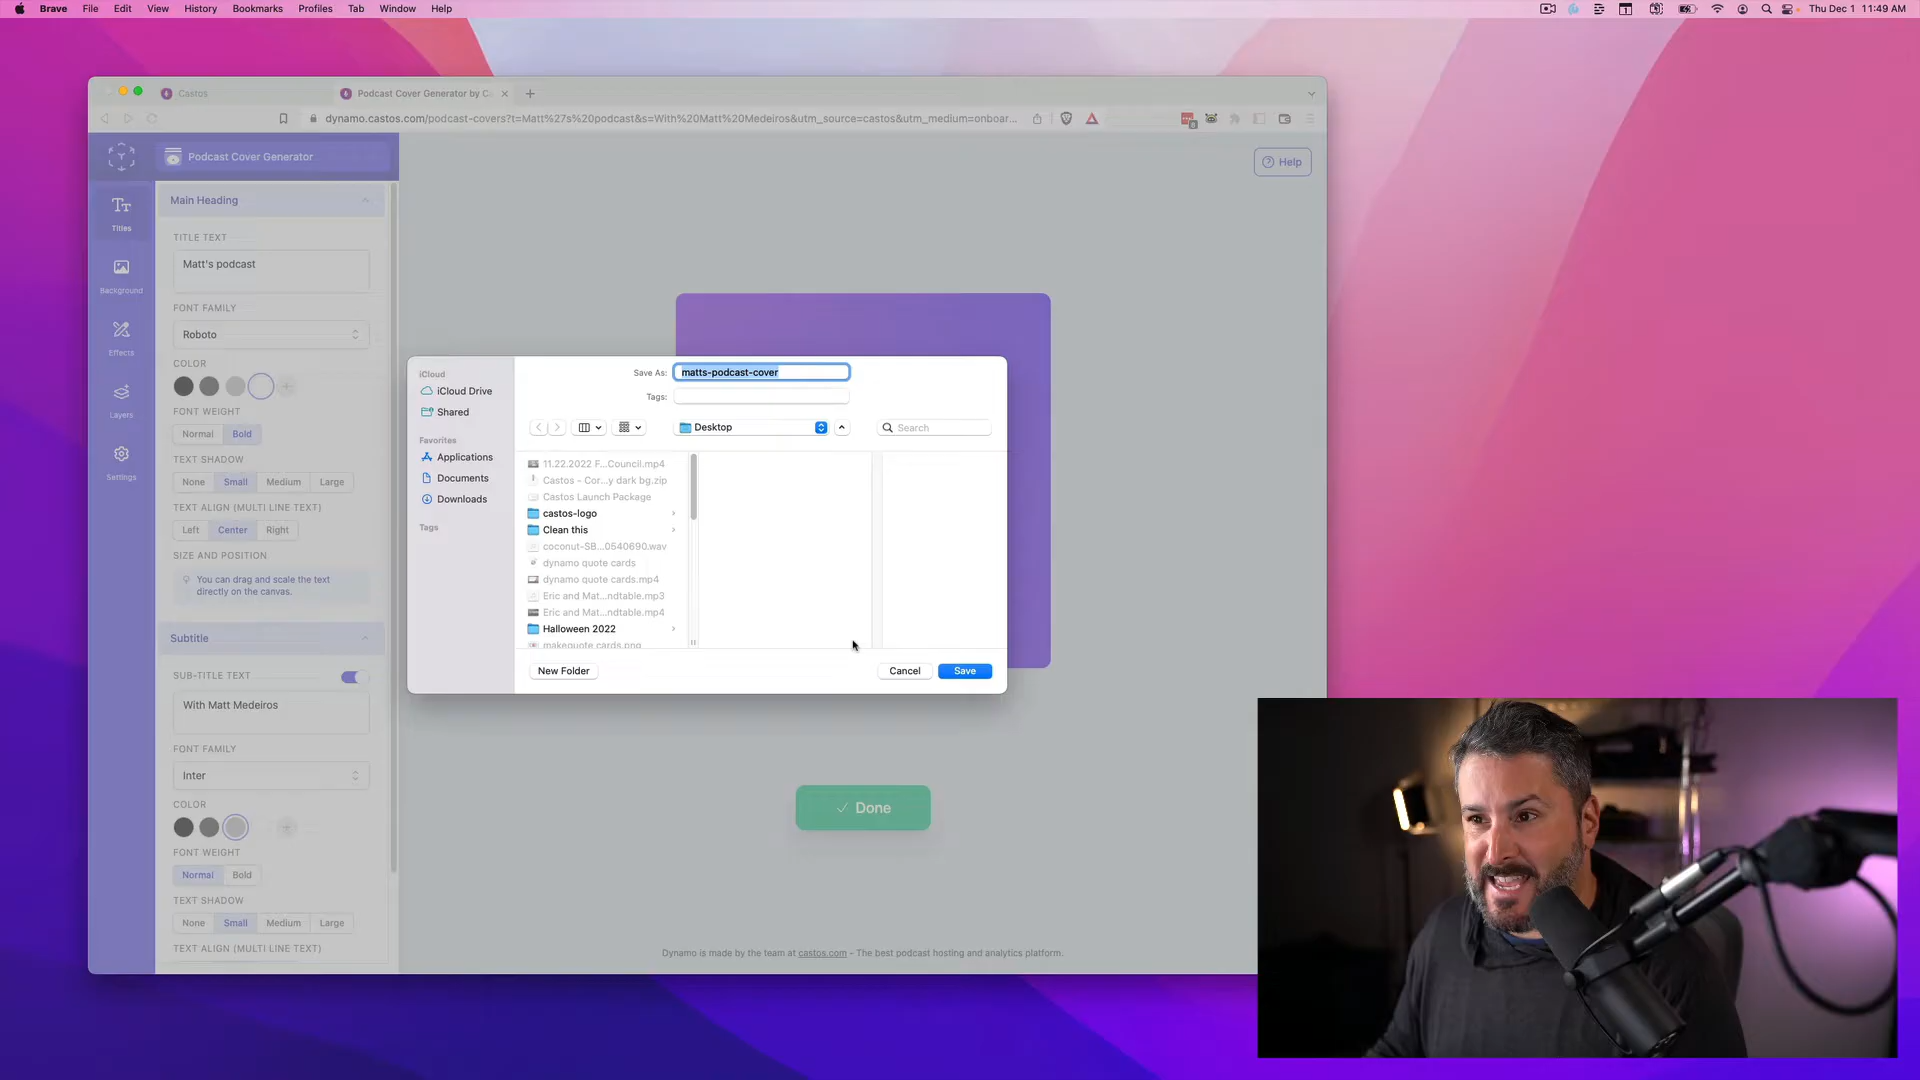 Brave File Edit View History Bookmarks Profiles Tab Window Help
Thu Dec 1 11:49 AM
Castos
Podcast Cover Generator by C
dynamo.castos.com/podcast-covers?t=Matt%27s%20podcast&s=With%20Matt%20Medeiros&utm_source=castos&utm_medium=onboar...
Podcast Cover Generator
Help
Titles
Background
Effects
Layers
Settings
Main Heading
TITLE TEXT
Matt's podcast
FONT FAMILY
Roboto
COLOR
FONT WEIGHT
Normal Bold
TEXT SHADOW
None Small Medium Large
TEXT ALIGN (MULTI LINE TEXT)
Left Center Right
SIZE AND POSITION
You can drag and scale the text
directly on the canvas.
Subtitle
SUB-TITLE TEXT
With Matt Medeiros
FONT FAMILY
Inter
COLOR
FONT WEIGHT
Normal Bold
TEXT SHADOW
None Small Medium Large
TEXT ALIGN (MULTI LINE TEXT)
iCloud
iCloud Drive
Shared
Favorites
Applications
Documents
Downloads
Tags
Save As: matts-podcast-cover
Tags:
Desktop
Search
11.22.2022 F...Council.mp4
Castos - Cor...y dark bg.zip
Castos Launch Package
castos-logo
Clean this
coconut-SB...0540690.wav
dynamo quote cards
dynamo quote cards.mp4
Eric and Mat...ndtable.mp3
Eric and Mat...ndtable.mp4
Halloween 2022
makequote cards.png
New Folder
Cancel
Save
Done
Dynamo is made by the team at castos.com - The best podcast hosting and analytics platform.